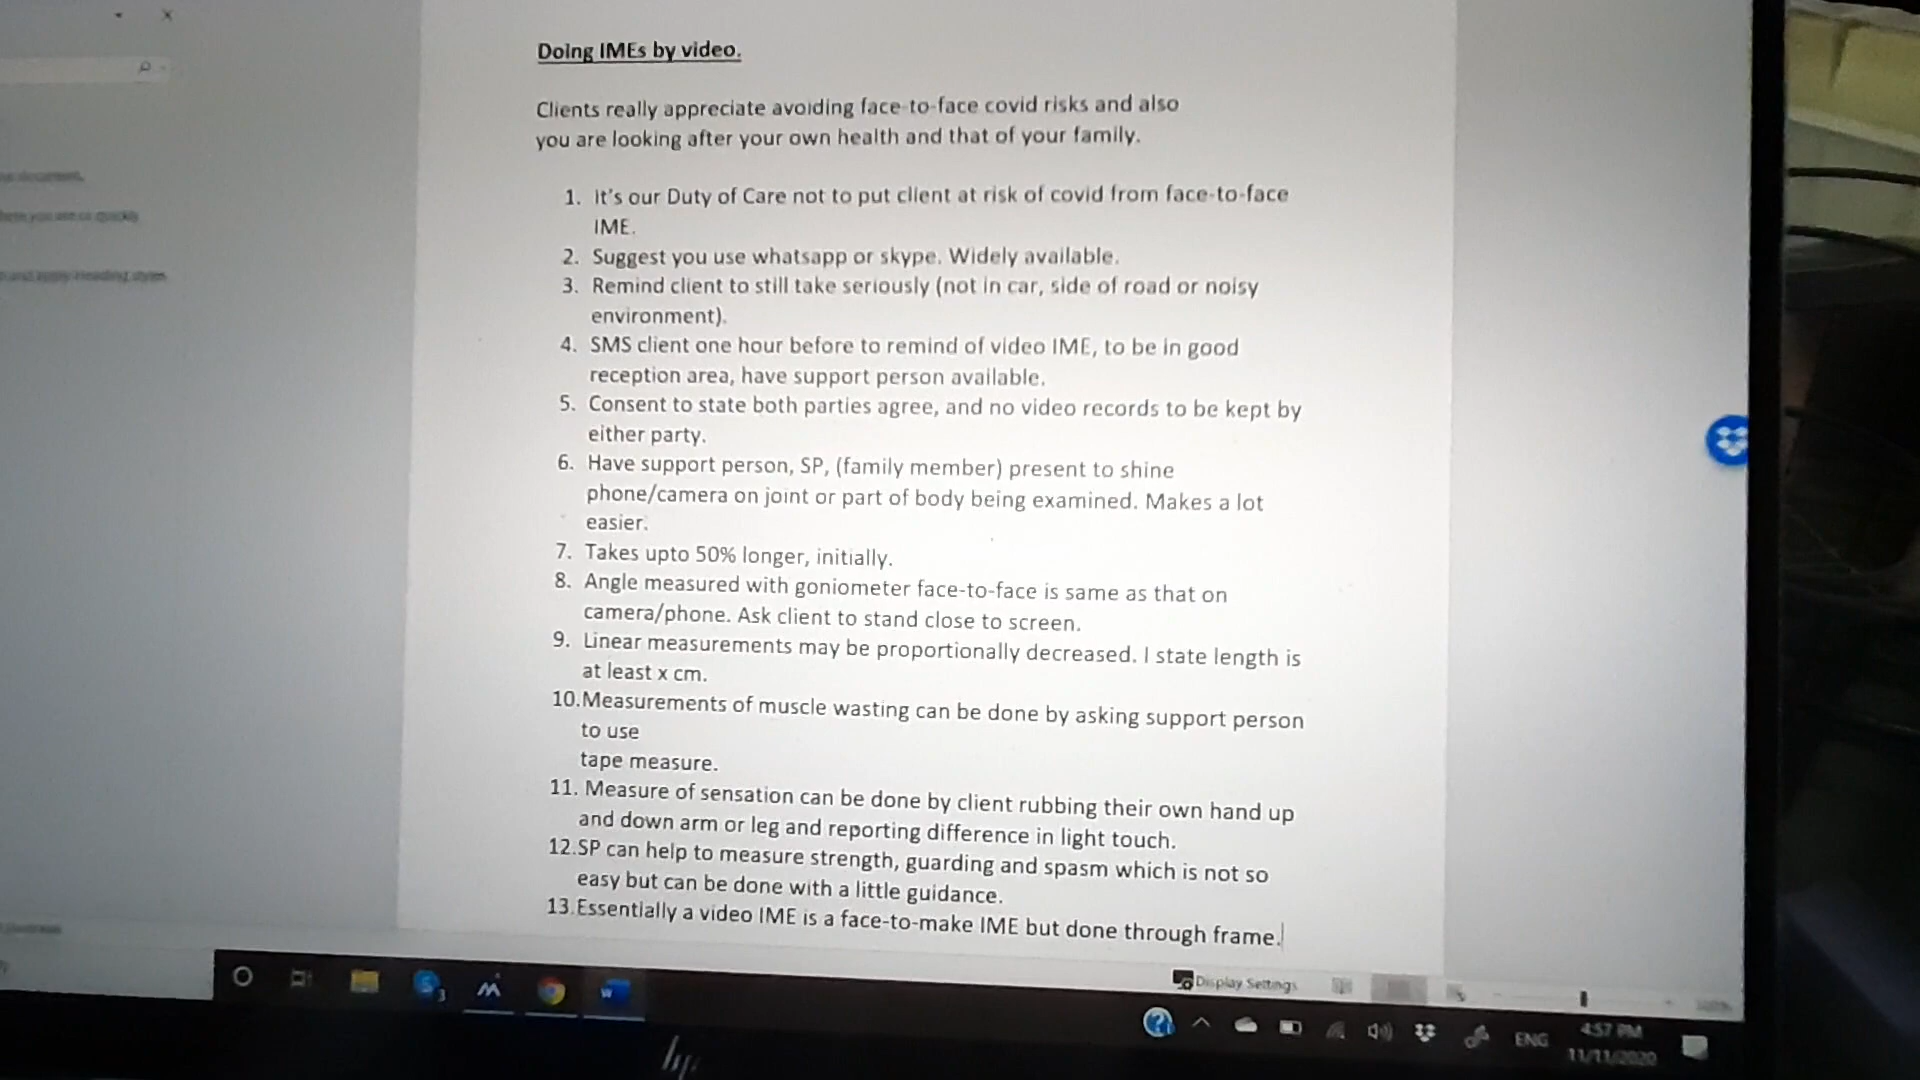 Doing IMEs by video.
Clients really appreciate avoiding face-to-face covid risks and also
you are looking after your own health and that of your family.
1. It's our Duty of Care not to put client at risk of covid from face-to-face
IME.
2. Suggest you use whatsapp or skype. Widely available.
3. Remind client to still take seriously (not in car, side of road or noisy
environment).
4. SMS client one hour before to remind of video IME, to be in good
reception area, have support person available.
5. Consent to state both parties agree, and no video records to be kept by
either party.
6. Have support person, SP, (family member) present to shine
phone/camera on joint or part of body being examined. Makes a lot
easier.
7. Takes upto 50% longer, initially.
8. Angle measured with goniometer face-to-face is same as that on
camera/phone. Ask client to stand close to screen.
9. Linear measurements may be proportionally decreased. I state length is
at least x cm.
10.Measurements of muscle wasting can be done by asking support person
to use
tape measure.
11. Measure of sensation can be done by client rubbing their own hand up
and down arm or leg and reporting difference in light touch.
12.SP can help to measure strength, guarding and spasm which is not so
easy but can be done with a little guidance.
13.Essentially a video IME is a face-to-make IME but done through frame.
Display Settings
ENG
4:57 PM
11/11/2020
hp